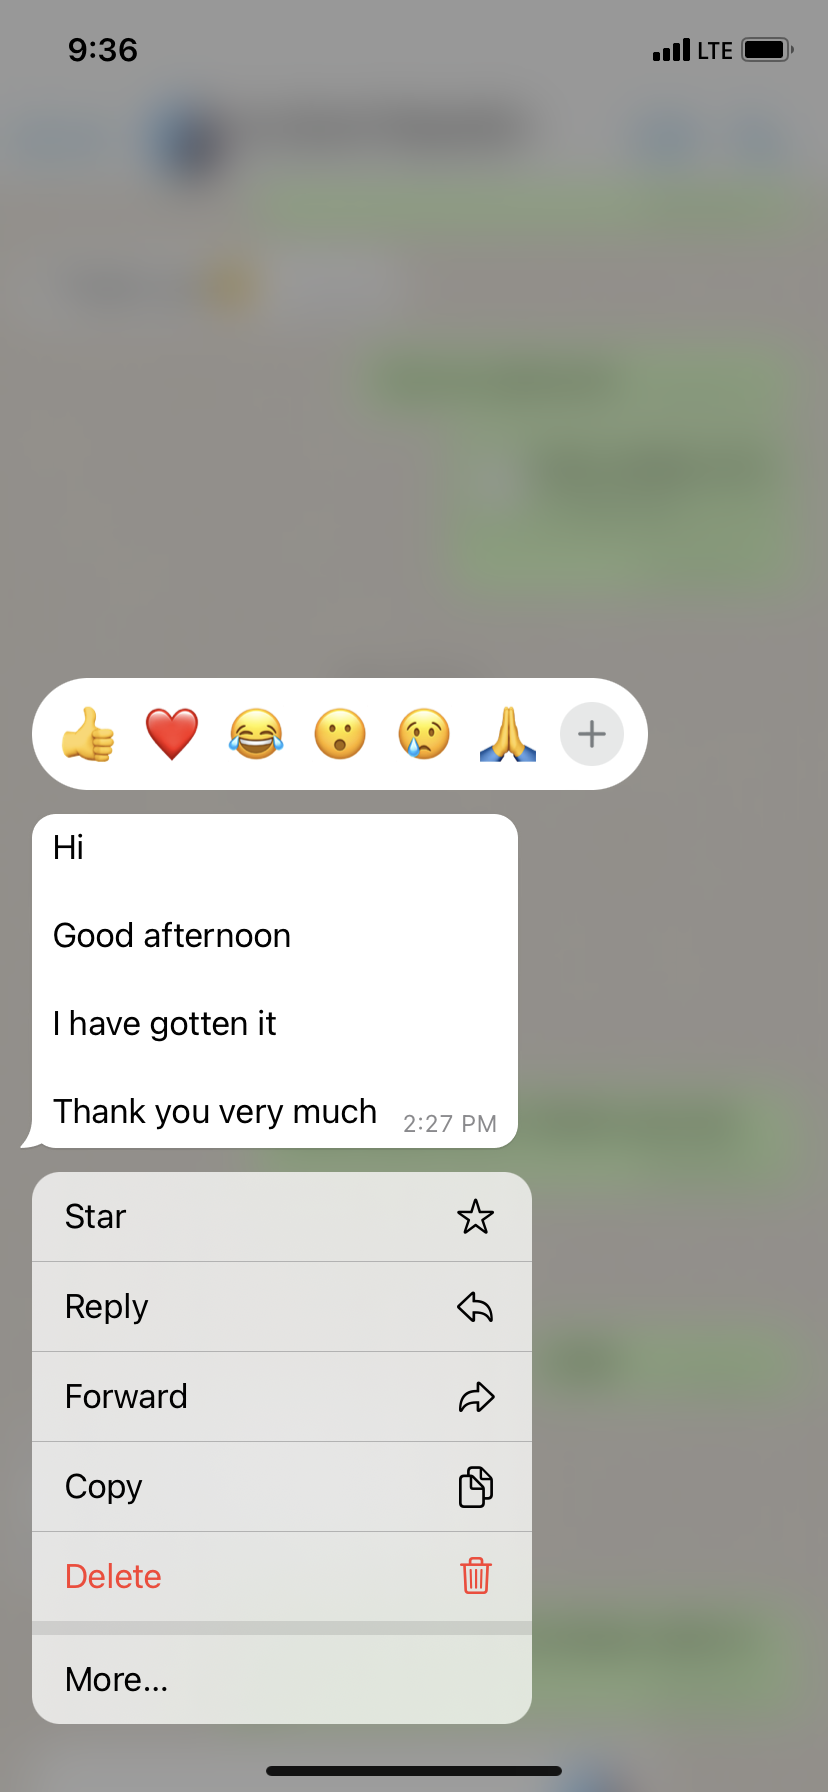 9:36 LTE
Hi
Good afternoon
I have gotten it
Thank you very much 2:27 PM
Star
Reply
Forward
Copy
Delete
More...